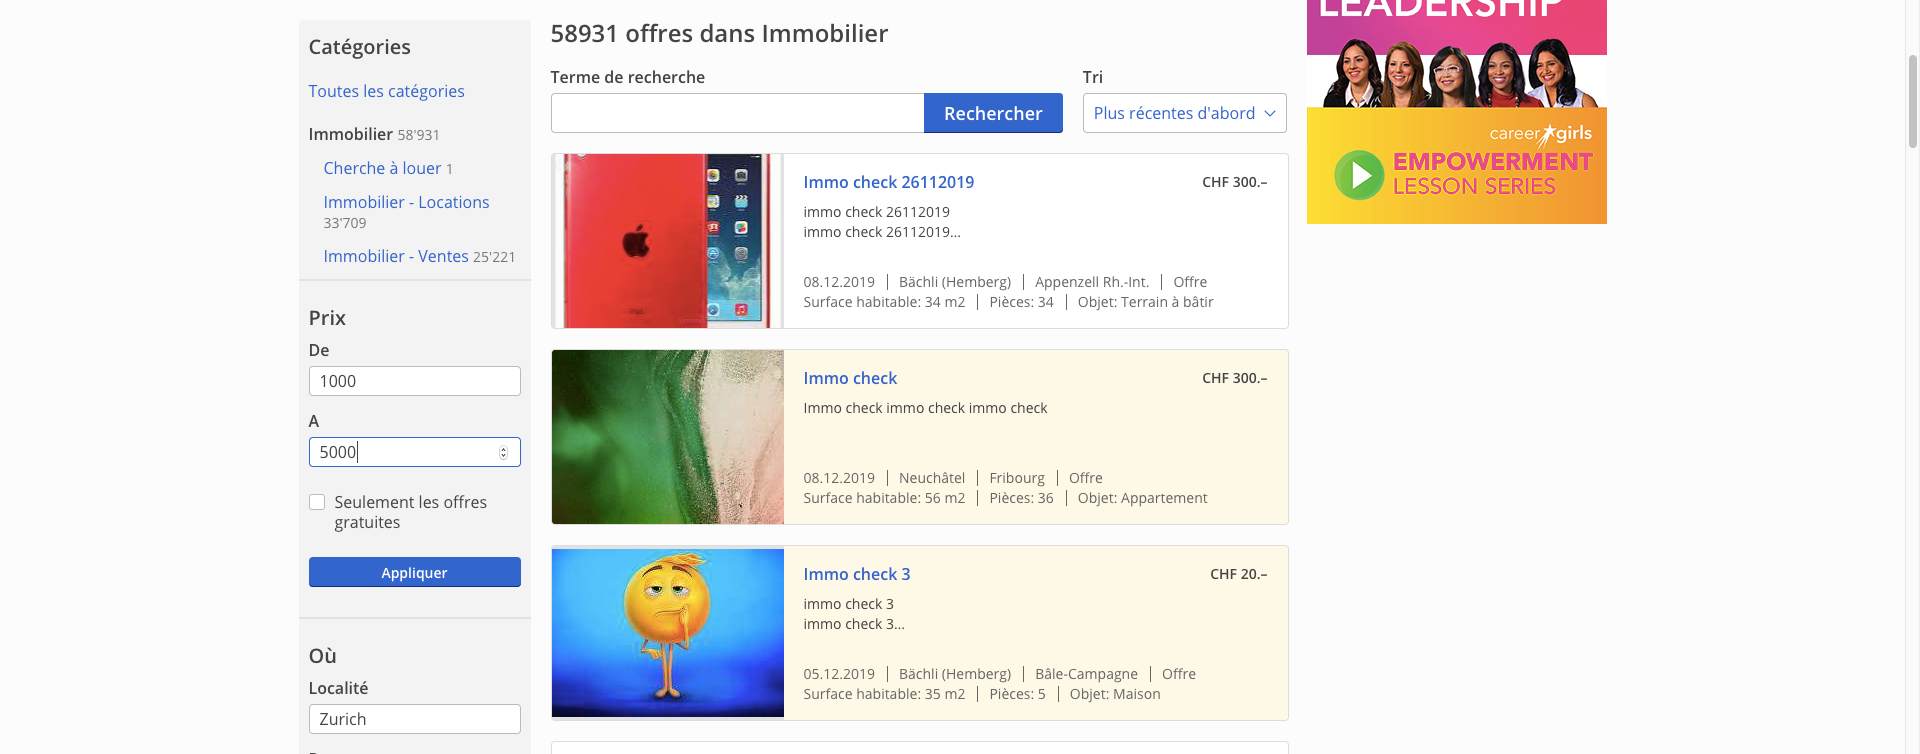 Catégories
Toutes les catégories
Immobilier 58'931
Cherche à louer 1
Immobilier - Locations
33'709
Immobilier - Ventes 25'221
Prix
De
1000
A
5000
Seulement les offres
gratuites
Appliquer
Où
Localité
Zurich
58931 offres dans Immobilier
Terme de recherche
Rechercher
Tri
Plus récentes d'abord
Immo check 26112019
CHF 300.–
immo check 26112019
immo check 26112019...
08.12.2019 | Bächli (Hemberg) | Appenzell Rh.-Int. | Offre
Surface habitable: 34 m2 | Pièces: 34 | Objet: Terrain à bâtir
Immo check
CHF 300.–
Immo check immo check immo check
08.12.2019 | Neuchâtel | Fribourg | Offre
Surface habitable: 56 m2 | Pièces: 36 | Objet: Appartement
Immo check 3
CHF 20.–
immo check 3
immo check 3...
05.12.2019 | Bächli (Hemberg) | Bâle-Campagne | Offre
Surface habitable: 35 m2 | Pièces: 5 | Objet: Maison
LEADERSHIP
career girls
EMPOWERMENT
LESSON SERIES